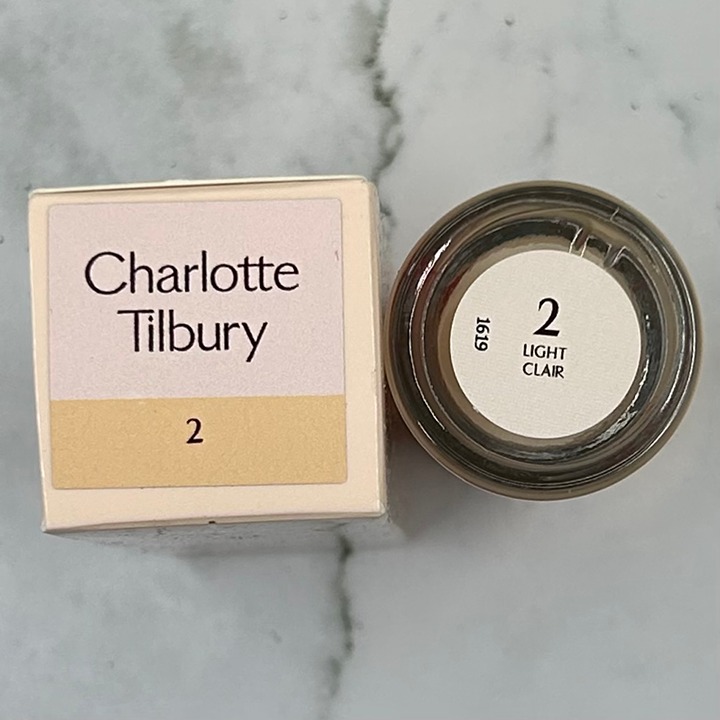 Charlotte
Tilbury
2
1619
2
LIGHT
CLAIR